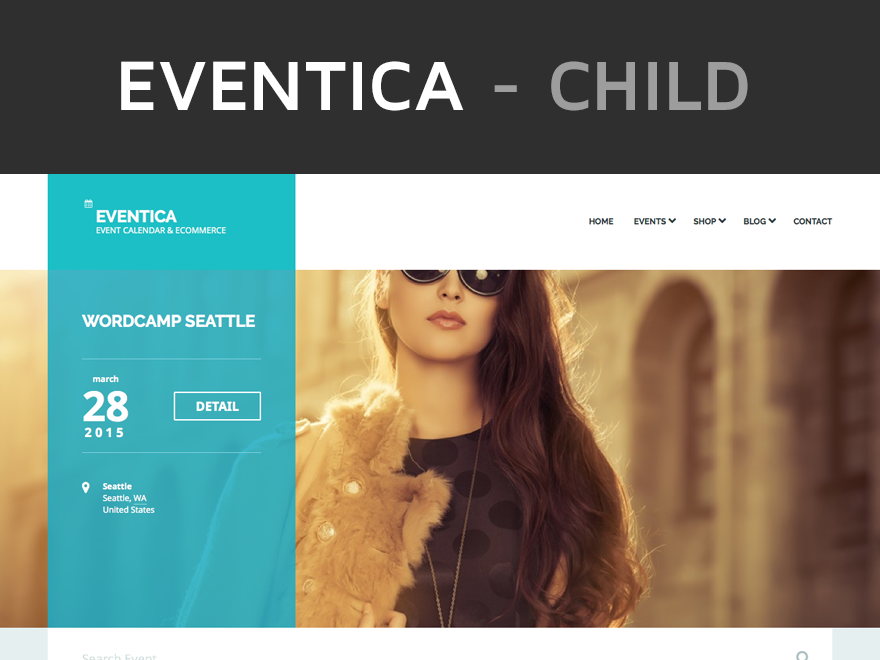 EVENTICA - CHILD
EVENTICA
EVENT CALENDAR & ECOMMERCE
HOME EVENTS SHOP BLOG CONTACT
WORDCAMP SEATTLE
march
28
2015
DETAIL
Seattle
Seattle, WA
United States
Search Event